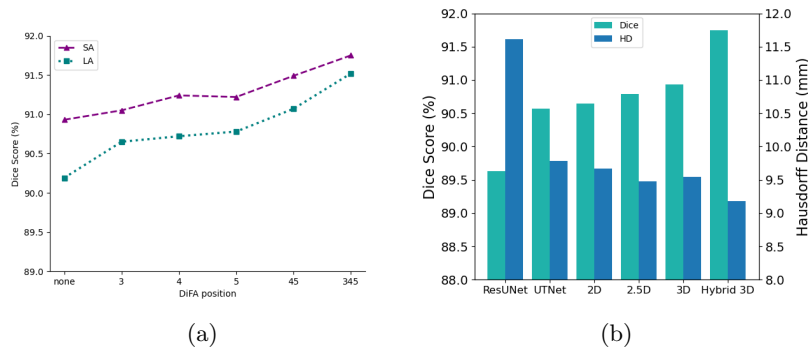 92.0
91.5
91.0
90.5
90.0
89.5
89.0
Dice Score (%)
SA
LA
none 3 4 5 45 345
DiFA position
(a)
92.0
91.5
91.0
90.5
90.0
89.5
89.0
88.5
88.0
Dice Score (%)
Dice
HD
12.0
11.5
11.0
10.5
10.0
9.5
9.0
8.5
8.0
Hausdorff Distance (mm)
ResUNet UTNet 2D 2.5D 3D Hybrid 3D
(b)